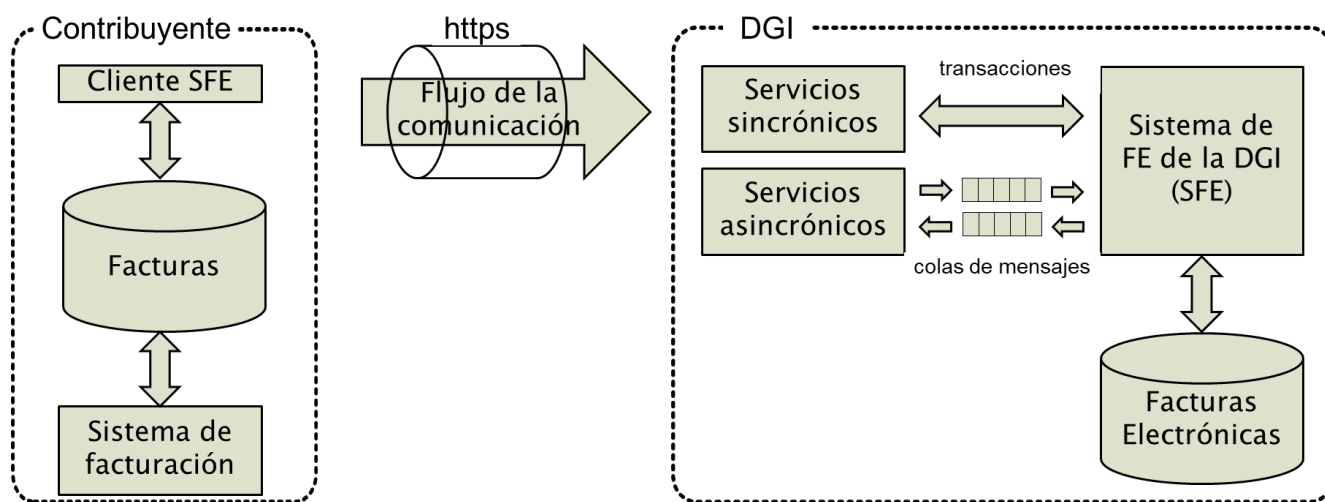 Contribuyente
Cliente SFE
Facturas
Sistema de
facturación
https
Flujo de la
comunicación
DGI
Servicios
sincrónicos
transacciones
Servicios
asincrónicos
colas de mensajes
Sistema de
FE de la DGI
(SFE)
Facturas
Electrónicas